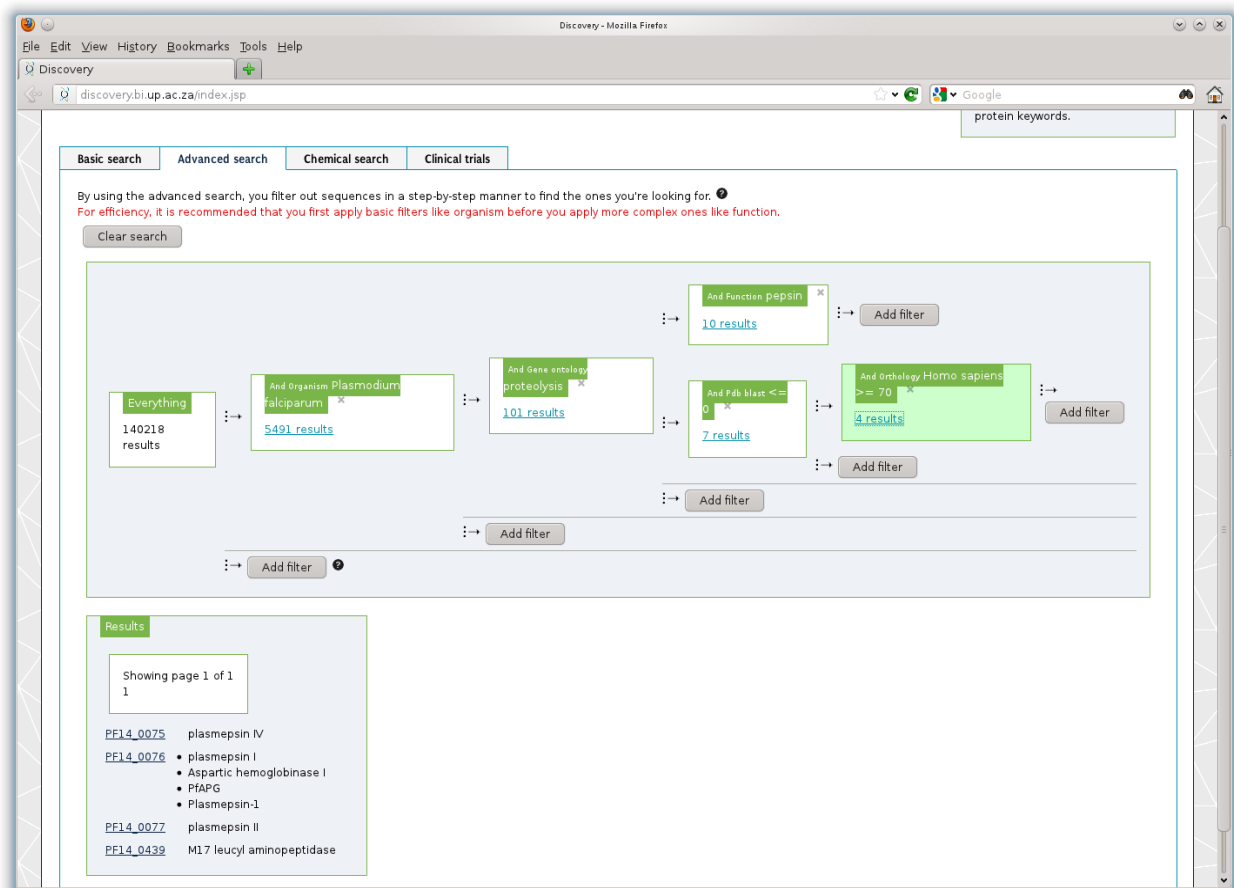 Discovery - Mozilla Firefox
File Edit View History Bookmarks Tools Help
Discovery
discovery.bi.up.ac.za/index.jsp
Google
protein keywords.
Basic search Advanced search Chemical search Clinical trials
By using the advanced search, you filter out sequences in a step-by-step manner to find the ones you're looking for. ?
For efficiency, it is recommended that you first apply basic filters like organism before you apply more complex ones like function.
Clear search
Everything
140218
results
And Organism Plasmodium
falciparum ×
5491 results
And Gene ontology
proteolysis ×
101 results
And Function pepsin ×
10 results
Add filter
And Pdb blast <=
0 ×
7 results
And Orthology Homo sapiens
>= 70 ×
4 results
Add filter
Add filter
Add filter
Add filter
Add filter ?
Results
Showing page 1 of 1
1
PF14_0075 plasmepsin IV
PF14_0076 • plasmepsin I
• Aspartic hemoglobinase I
• PfAPG
• Plasmepsin-1
PF14_0077 plasmepsin II
PF14_0439 M17 leucyl aminopeptidase